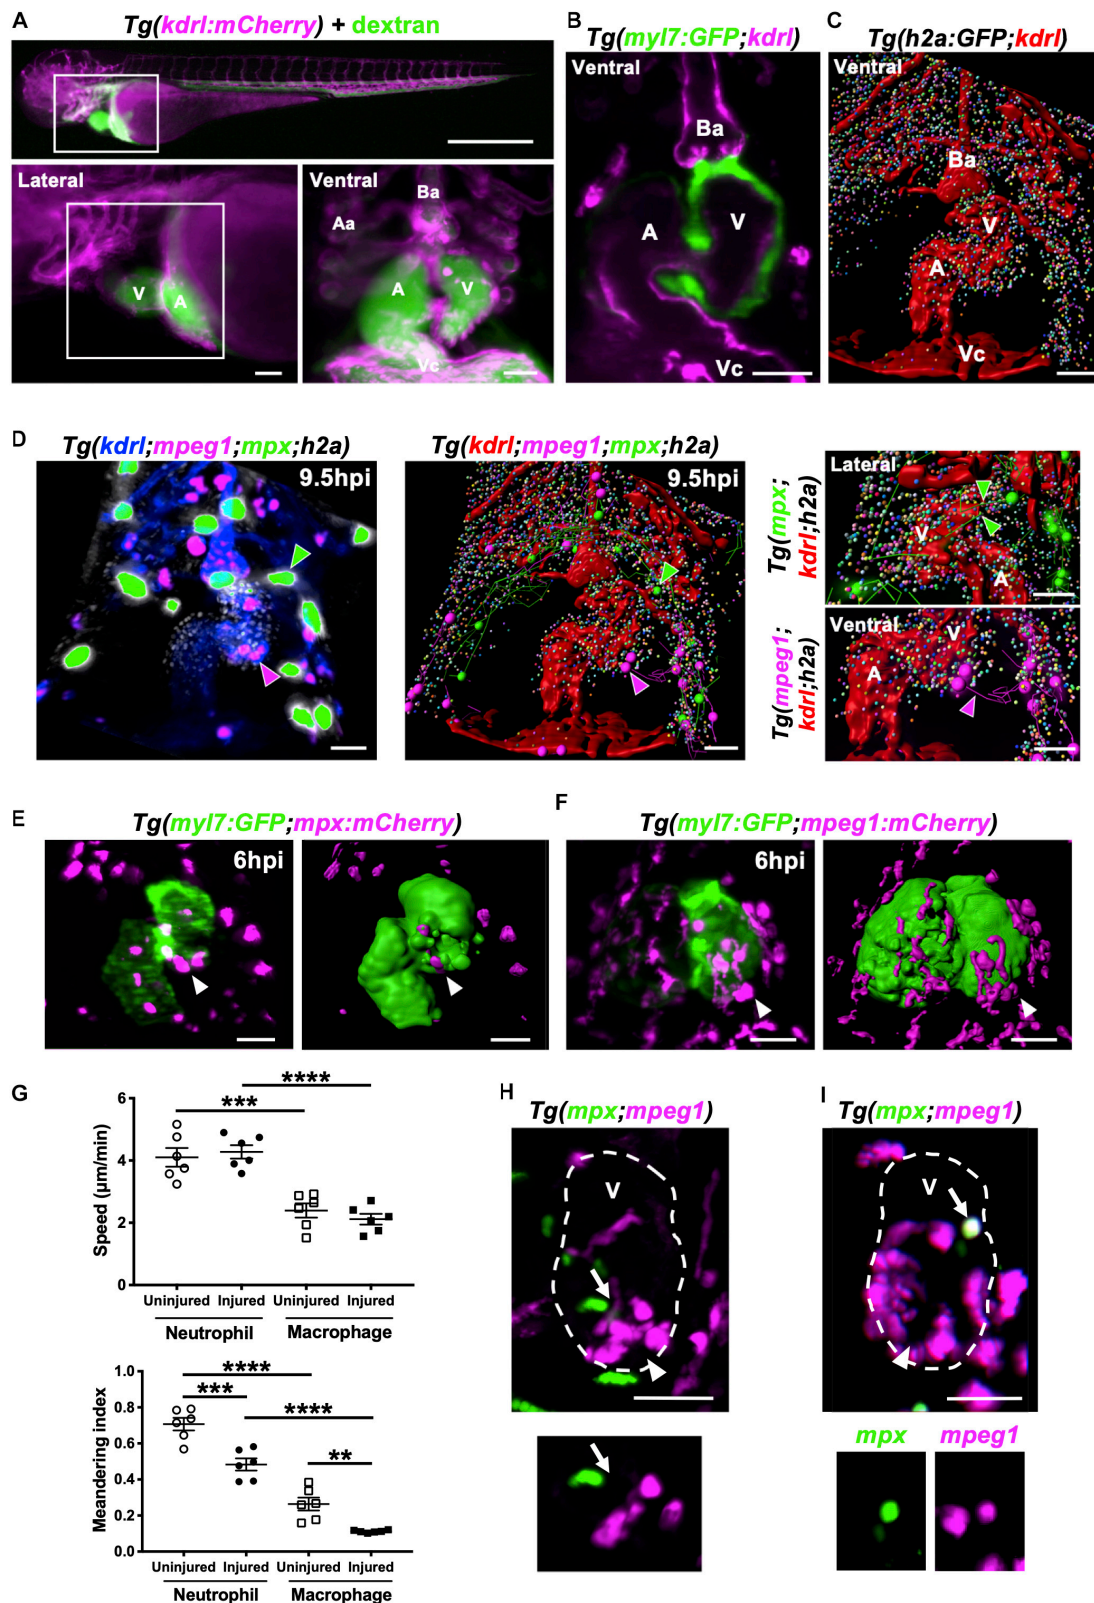 A
Tg(kdrl:mCherry) + dextran
Lateral
V
A
Ventral
Ba
Aa
A
V
Vc
B
Tg(myl7:GFP;kdrl)
Ventral
Ba
A
V
Vc
C
Tg(h2a:GFP;kdrl)
Ventral
Ba
V
A
Vc
D
Tg(kdrl;mpeg1;mpx;h2a)
9.5hpi
Tg(kdrl;mpeg1;mpx;h2a)
9.5hpi
Tg(mpx;
kdrl;h2a)
Lateral
V
A
Tg(mpeg1;
kdrl;h2a)
Ventral
V
A
E
Tg(myl7:GFP;mpx:mCherry)
6hpi
F
Tg(myl7:GFP;mpeg1:mCherry)
6hpi
G
****
***
Speed (µm/min)
6
4
2
0
Uninjured Injured Uninjured Injured
Neutrophil Macrophage
****
***
****
**
Meandering index
1.0
0.8
0.6
0.4
0.2
0.0
Uninjured Injured Uninjured Injured
Neutrophil Macrophage
H
Tg(mpx;mpeg1)
V
I
Tg(mpx;mpeg1)
V
mpx mpeg1